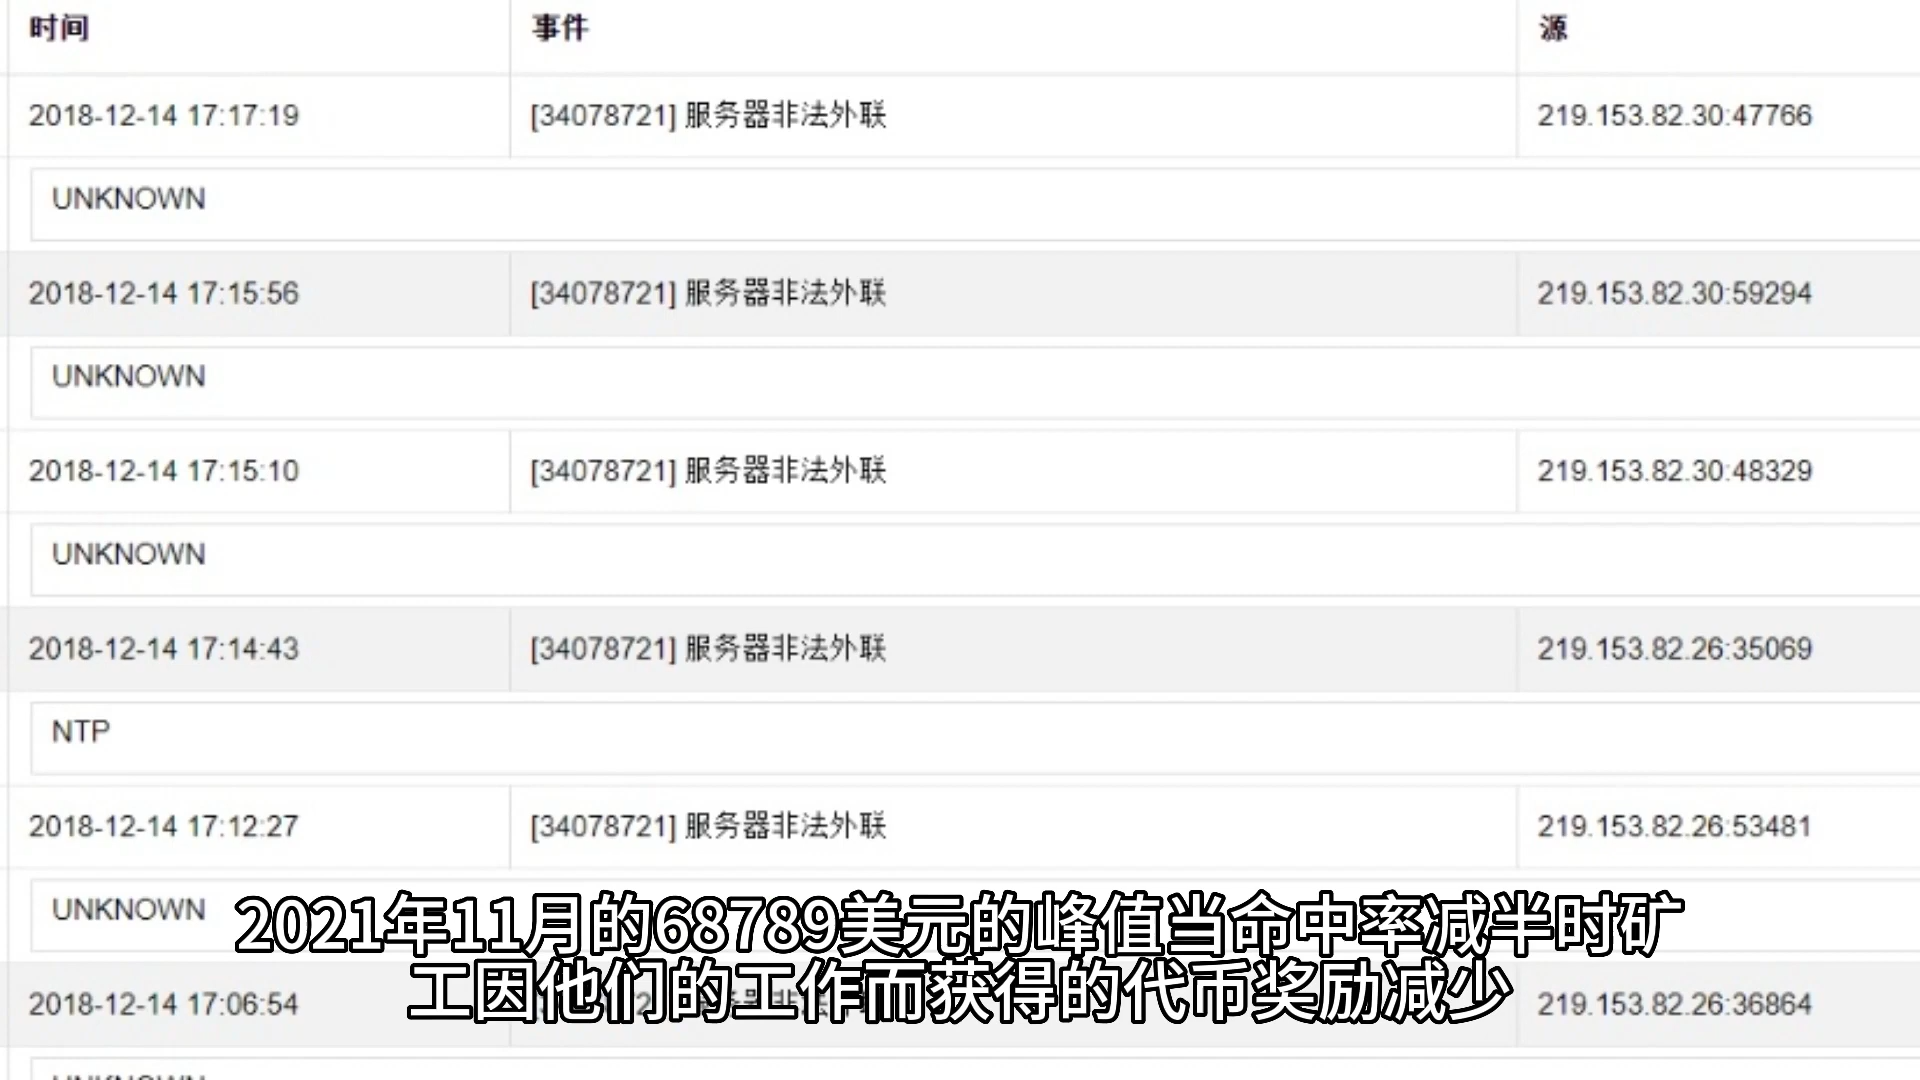 时间 事件 源
2018-12-14 17:17:19 [34078721] 服务器非法外联 219.153.82.30:47766
UNKNOWN
2018-12-14 17:15:56 [34078721] 服务器非法外联 219.153.82.30:59294
UNKNOWN
2018-12-14 17:15:10 [34078721] 服务器非法外联 219.153.82.30:48329
UNKNOWN
2018-12-14 17:14:43 [34078721] 服务器非法外联 219.153.82.26:35069
NTP
2018-12-14 17:12:27 [34078721] 服务器非法外联 219.153.82.26:53481
UNKNOWN
2021年11月的68789美元的峰值当命中率减半时矿
工因他们的工作而获得的代币奖励减少
2018-12-14 17:06:54 219.153.82.26:36864